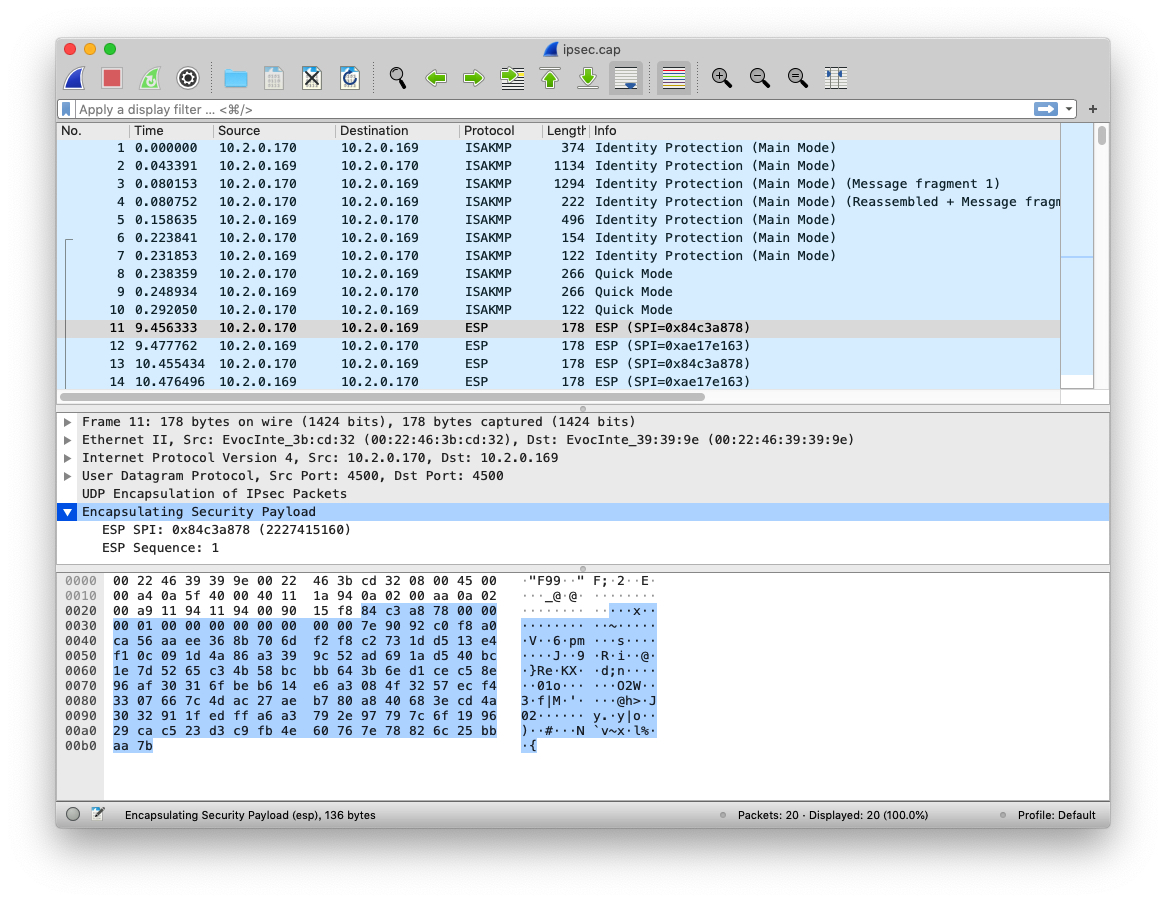 ipsec.cap
Apply a display filter ... <⌘/>
+
No. Time Source Destination Protocol Length Info
1 0.000000 10.2.0.170 10.2.0.169 ISAKMP 374 Identity Protection (Main Mode)
2 0.043391 10.2.0.169 10.2.0.170 ISAKMP 1134 Identity Protection (Main Mode)
3 0.080153 10.2.0.170 10.2.0.169 ISAKMP 1294 Identity Protection (Main Mode) (Message fragment 1)
4 0.080752 10.2.0.170 10.2.0.169 ISAKMP 222 Identity Protection (Main Mode) (Reassembled + Message fragm
5 0.158635 10.2.0.169 10.2.0.170 ISAKMP 496 Identity Protection (Main Mode)
6 0.223841 10.2.0.170 10.2.0.169 ISAKMP 154 Identity Protection (Main Mode)
7 0.231853 10.2.0.169 10.2.0.170 ISAKMP 122 Identity Protection (Main Mode)
8 0.238359 10.2.0.170 10.2.0.169 ISAKMP 266 Quick Mode
9 0.248934 10.2.0.169 10.2.0.170 ISAKMP 266 Quick Mode
10 0.292050 10.2.0.170 10.2.0.169 ISAKMP 122 Quick Mode
11 9.456333 10.2.0.170 10.2.0.169 ESP 178 ESP (SPI=0x84c3a878)
12 9.477762 10.2.0.169 10.2.0.170 ESP 178 ESP (SPI=0xae17e163)
13 10.455434 10.2.0.170 10.2.0.169 ESP 178 ESP (SPI=0x84c3a878)
14 10.476496 10.2.0.169 10.2.0.170 ESP 178 ESP (SPI=0xae17e163)
Frame 11: 178 bytes on wire (1424 bits), 178 bytes captured (1424 bits)
Ethernet II, Src: EvocInte_3b:cd:32 (00:22:46:3b:cd:32), Dst: EvocInte_39:39:9e (00:22:46:39:39:9e)
Internet Protocol Version 4, Src: 10.2.0.170, Dst: 10.2.0.169
User Datagram Protocol, Src Port: 4500, Dst Port: 4500
UDP Encapsulation of IPsec Packets
Encapsulating Security Payload
ESP SPI: 0x84c3a878 (2227415160)
ESP Sequence: 1
0000 00 22 46 39 39 9e 00 22 46 3b cd 32 08 00 45 00 ·"F99··" F;·2··E·
0010 00 a4 0a 5f 40 00 40 11 1a 94 0a 02 00 aa 0a 02 ···_@·@· ········
0020 00 a9 11 94 11 94 00 90 15 f8 84 c3 a8 78 00 00 ········ ·····x··
0030 00 01 00 00 00 00 00 00 00 00 7e 90 92 c0 f8 a0 ········ ··~·····
0040 ca 56 aa ee 36 8b 70 6d f2 f8 c2 73 1d d5 13 e4 ·V··6·pm ···s····
0050 f1 0c 09 1d 4a 86 a3 39 9c 52 ad 69 1a d5 40 bc ····J··9 ·R·i··@·
0060 1e 7d 52 65 c3 4b 58 bc bb 64 3b 6e d1 ce c5 8e ·}Re·KX· ·d;n····
0070 96 af 30 31 6f be b6 14 e6 a3 08 4f 32 57 ec f4 ··01o··· ···O2W··
0080 33 07 66 7c 4d ac 27 ae b7 80 a8 40 68 3e cd 4a 3·f|M·'· ···@h>·J
0090 30 32 91 1f ed ff a6 a3 79 2e 97 79 7c 6f 19 96 02······ y.·y|o··
00a0 29 ca c5 23 d3 c9 fb 4e 60 76 7e 78 82 6c 25 bb )··#···N `v~x·l%·
00b0 aa 7b ·{
Encapsulating Security Payload (esp), 136 bytes Packets: 20 · Displayed: 20 (100.0%) Profile: Default